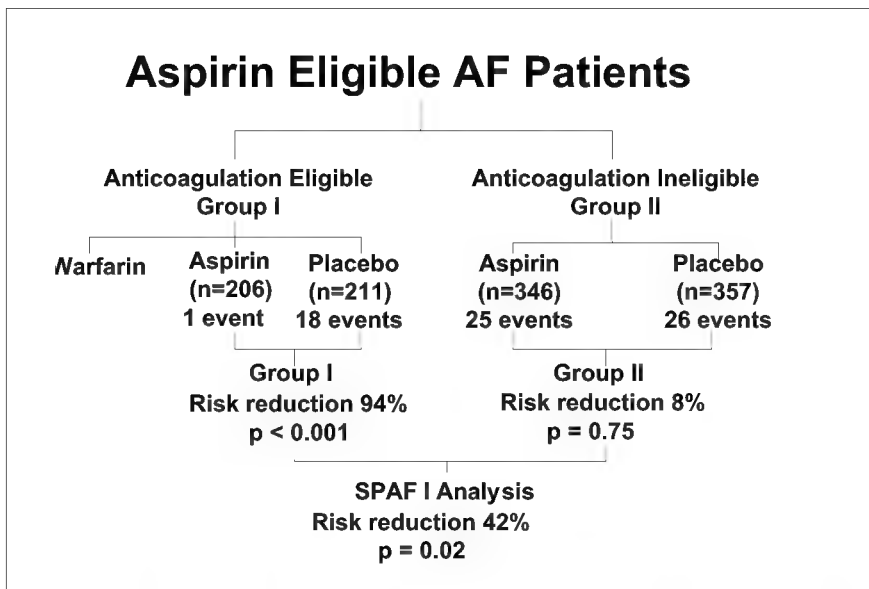 Aspirin Eligible AF Patients
Anticoagulation Eligible
Group I
Anticoagulation Ineligible
Group II
Warfarin
Aspirin
(n=206)
1 event
Placebo
(n=211)
18 events
Aspirin
(n=346)
25 events
Placebo
(n=357)
26 events
Group I
Risk reduction 94%
p < 0.001
Group II
Risk reduction 8%
p = 0.75
SPAF I Analysis
Risk reduction 42%
p = 0.02